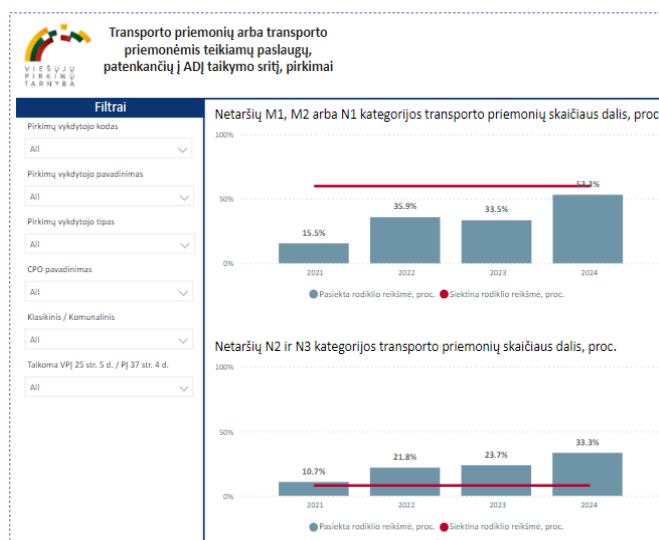 Transporto priemonių arba transporto
priemonėmis teikiamų paslaugų,
patenkančių į ADĮ taikymo sritį, pirkimai
VIEŠŲJŲ
PIRKIMŲ
TARNYBA
Filtrai
Pirkimų vykdytojo kodas
All
Pirkimų vykdytojo pavadinimas
All
Pirkimų vykdytojo tipas
All
CPO pavadinimas
All
Klasikinis / Komunalinis
All
Taikoma VPĮ 25 str. 5 d. / PĮ 37 str. 4 d.
All
Netaršių M1, M2 arba N1 kategorijos transporto priemonių skaičiaus dalis, proc
100%
50%
0%
15.5%
35.9%
33.5%
53.3%
2021
2022
2023
2024
Pasiekta rodiklio reikšmė, proc.
Siektina rodiklio reikšmė, proc.
Netaršių N2 ir N3 kategorijos transporto priemonių skaičiaus dalis, proc.
100%
50%
0%
10.7%
21.8%
23.7%
33.3%
2021
2022
2023
2024
Pasiekta rodiklio reikšmė, proc.
Siektina rodiklio reikšmė, proc.